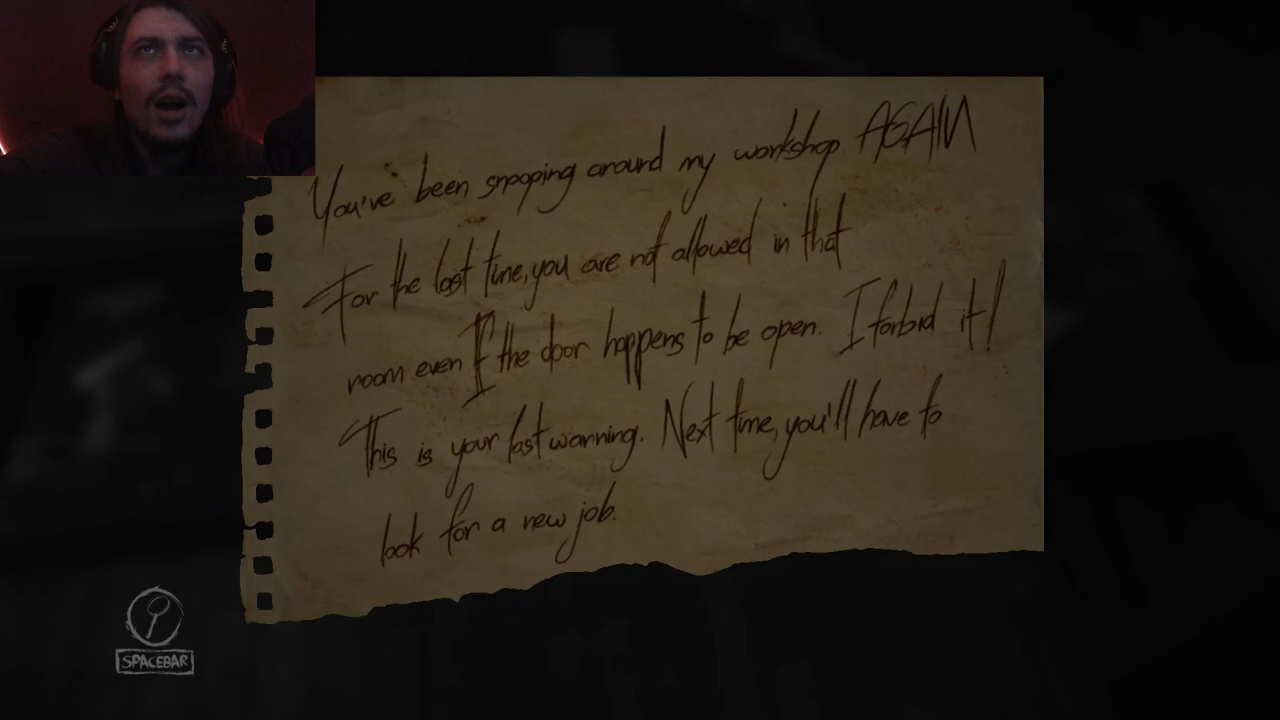 You've been snooping around my workshop AGAIN
For the last time, you are not allowed in that
room even If the door happens to be open. I forbid it!
This is your last warning. Next time, you'll have to
look for a new job.
SPACEBAR